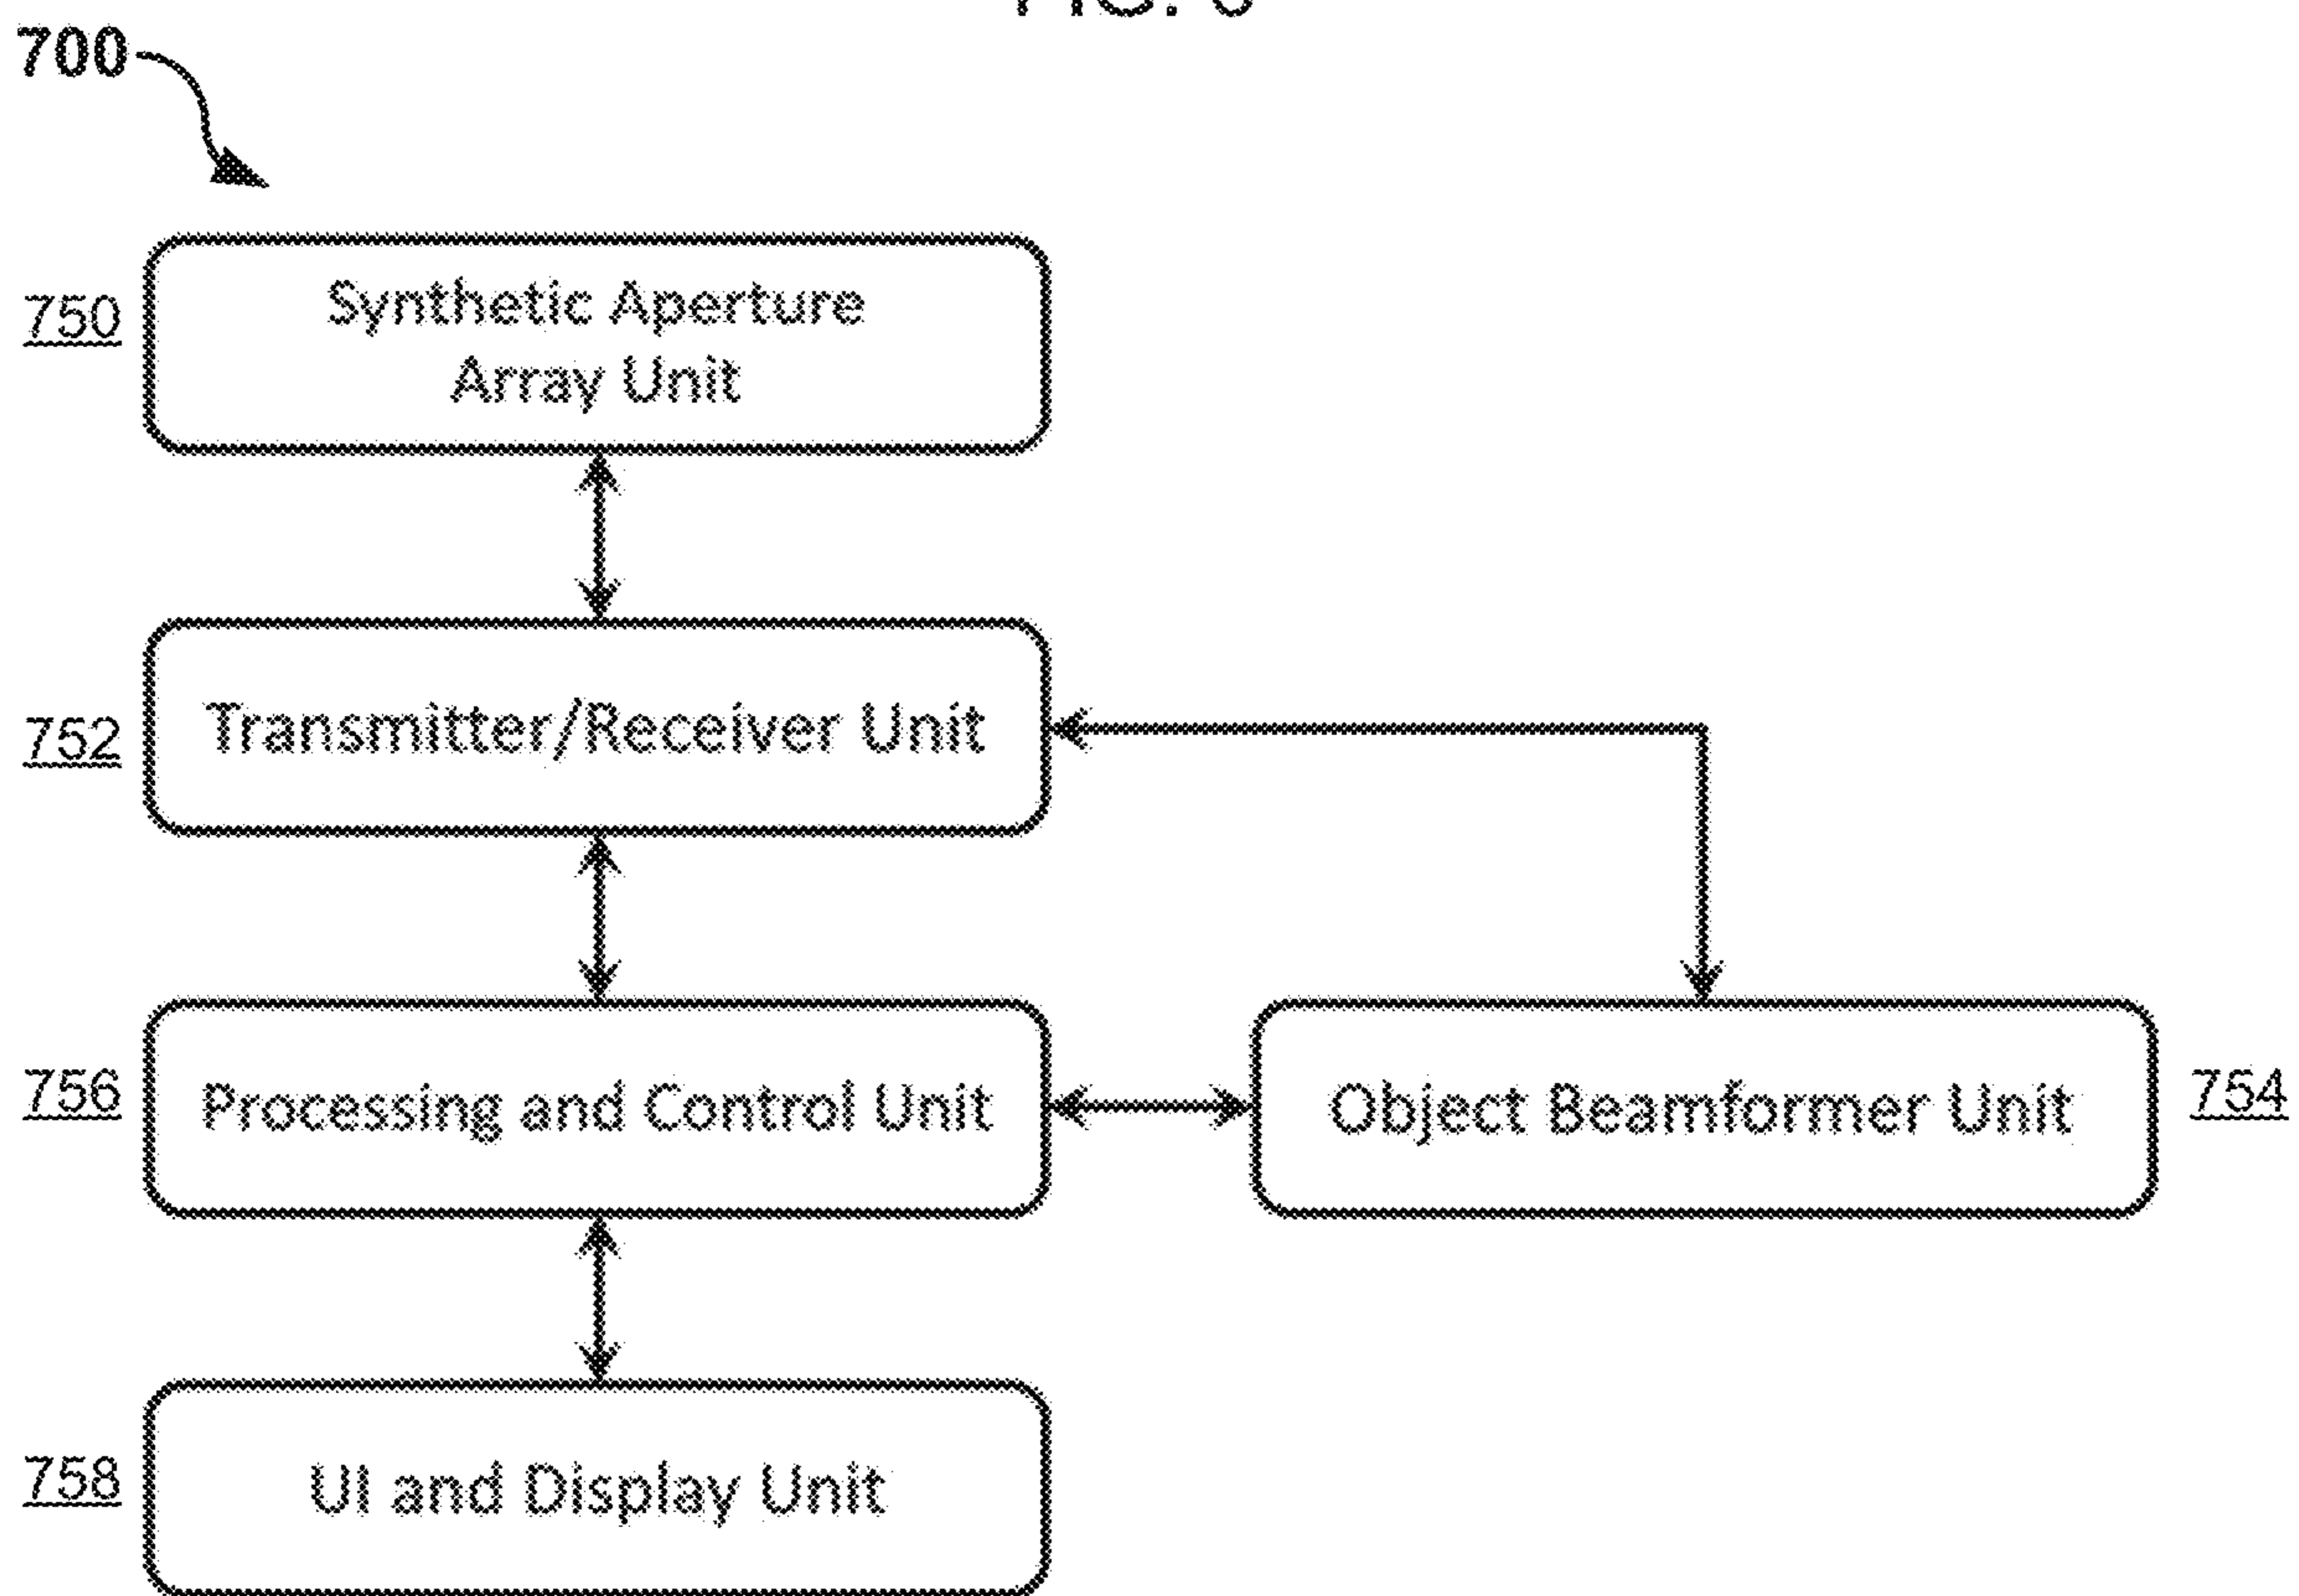 700
750
Synthetic Aperture
Array Unit
752
Transmitter/Receiver Unit
756
Processing and Control Unit
Object Beamformer Unit
754
758
UI and Display Unit